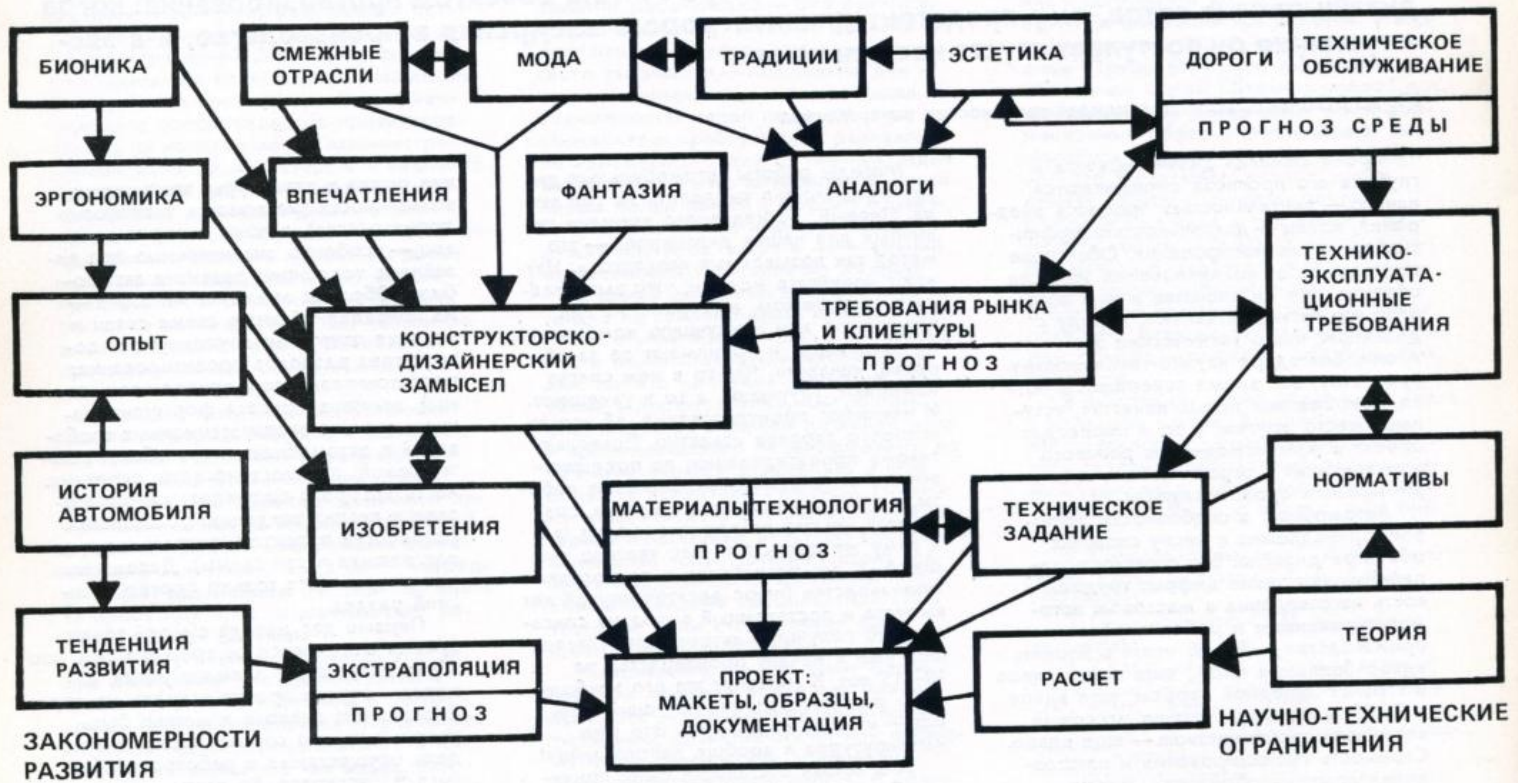 БИОНИКА
СМЕЖНЫЕ
ОТРАСЛИ
МОДА
ТРАДИЦИИ
ЭСТЕТИКА
ДОРОГИ
ТЕХНИЧЕСКОЕ
ОБСЛУЖИВАНИЕ
ПРОГНОЗ СРЕДЫ
ЭРГОНОМИКА
ВПЕЧАТЛЕНИЯ
ФАНТАЗИЯ
АНАЛОГИ
ОПЫТ
КОНСТРУКТОРСКО-
ДИЗАЙНЕРСКИЙ
ЗАМЫСЕЛ
ТРЕБОВАНИЯ РЫНКА
И КЛИЕНТУРЫ
ПРОГНОЗ
ТЕХНИКО-
ЭКСПЛУАТА-
ЦИОННЫЕ
ТРЕБОВАНИЯ
ИСТОРИЯ
АВТОМОБИЛЯ
ИЗОБРЕТЕНИЯ
МАТЕРИАЛЫ
ТЕХНОЛОГИЯ
ПРОГНОЗ
ТЕХНИЧЕСКОЕ
ЗАДАНИЕ
НОРМАТИВЫ
ТЕНДЕНЦИЯ
РАЗВИТИЯ
ЭКСТРАПОЛЯЦИЯ
ПРОГНОЗ
ПРОЕКТ:
МАКЕТЫ, ОБРАЗЦЫ,
ДОКУМЕНТАЦИЯ
РАСЧЕТ
ТЕОРИЯ
ЗАКОНОМЕРНОСТИ
РАЗВИТИЯ
НАУЧНО-ТЕХНИЧЕСКИЕ
ОГРАНИЧЕНИЯ